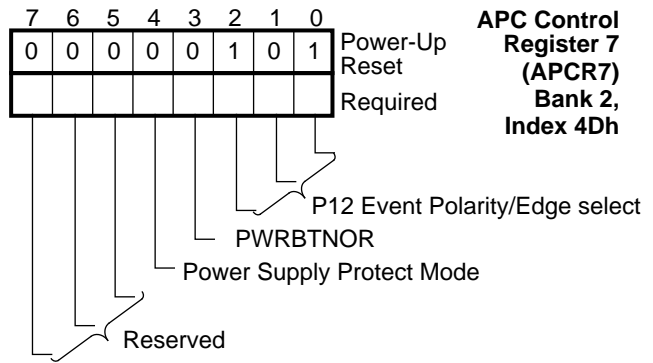 7 6 5 4 3 2 1 0
0 0 0 0 0 1 0 1
Power-Up
Reset
Required
APC Control
Register 7
(APCR7)
Bank 2,
Index 4Dh
P12 Event Polarity/Edge select
PWRBTNOR
Power Supply Protect Mode
Reserved